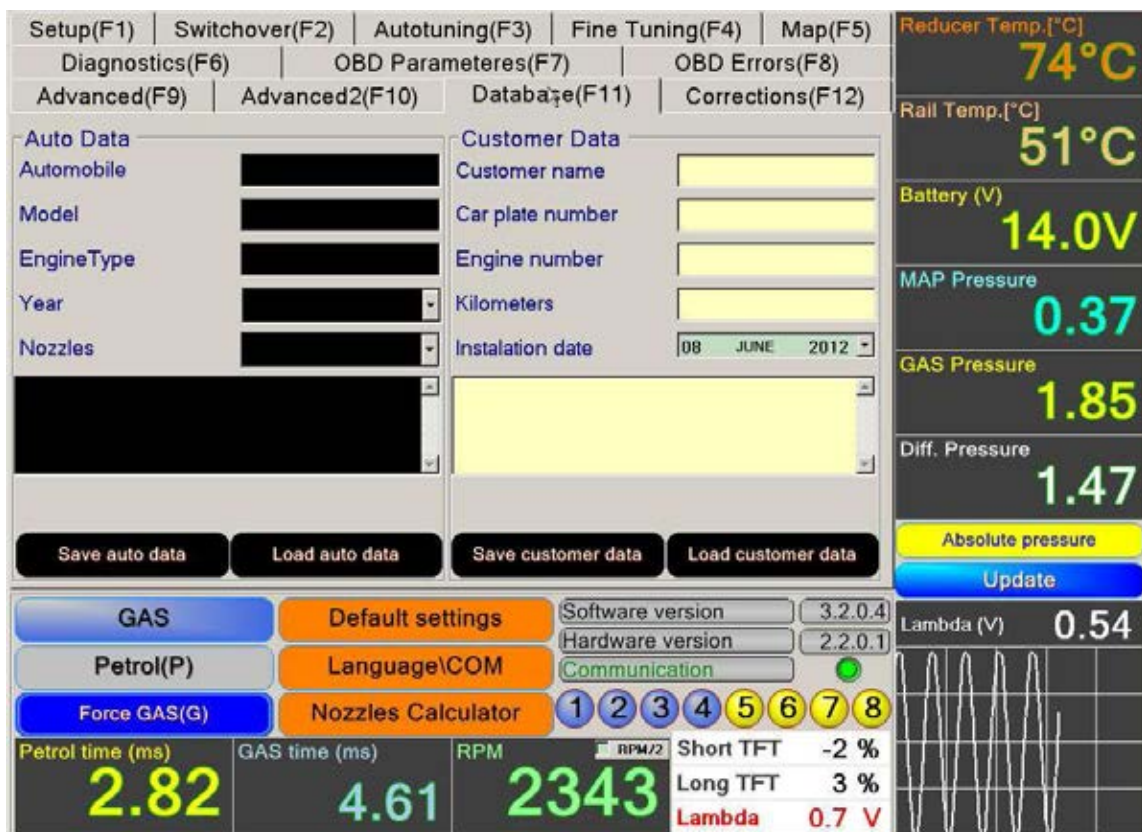 Setup(F1) Switchover(F2) Autotuning(F3) Fine Tuning(F4) Map(F5)
Diagnostics(F6) OBD Parameteres(F7) OBD Errors(F8)
Advanced(F9) Advanced2(F10) Database(F11) Corrections(F12)
Auto Data
Automobile
Model
EngineType
Year
Nozzles
Save auto data Load auto data
Customer Data
Customer name
Car plate number
Engine number
Kilometers
Instalation date 08 JUNE 2012
Save customer data Load customer data
Reducer Temp.[°C]
74°C
Rail Temp.[°C]
51°C
Battery (V)
14.0V
MAP Pressure
0.37
GAS Pressure
1.85
Diff. Pressure
1.47
Absolute pressure
Update
Lambda (V) 0.54
GAS
Petrol(P)
Force GAS(G)
Default settings
Language\COM
Nozzles Calculator
Software version 3.2.0.4
Hardware version 2.2.0.1
Communication
1 2 3 4 5 6 7 8
Petrol time (ms)
2.82
GAS time (ms)
4.61
RPM RPM/2
2343
Short TFT -2 %
Long TFT 3 %
Lambda 0.7 V